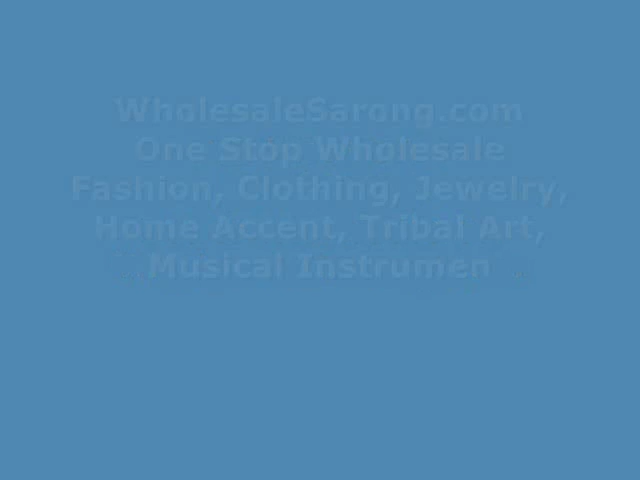 WholesaleSarong.com
One Stop Wholesale
Fashion, Clothing, Jewelry,
Home Accent, Tribal Art,
Musical Instrumen